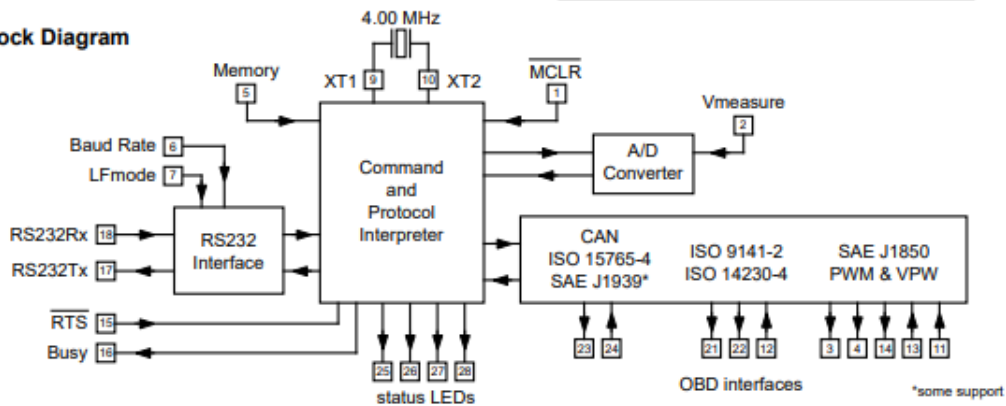 ock Diagram
4.00 MHz
Memory
5
XT1
9
10
XT2
MCLR
1
Vmeasure
2
Baud Rate
6
LFmode
7
A/D
Converter
Command
and
Protocol
Interpreter
RS232Rx
18
RS232Tx
17
RS232
Interface
CAN
ISO 15765-4
SAE J1939*
ISO 9141-2
ISO 14230-4
SAE J1850
PWM & VPW
RTS
15
Busy
16
25
26
27
28
status LEDs
23
24
21
22
12
3
4
14
13
11
OBD interfaces
*some support